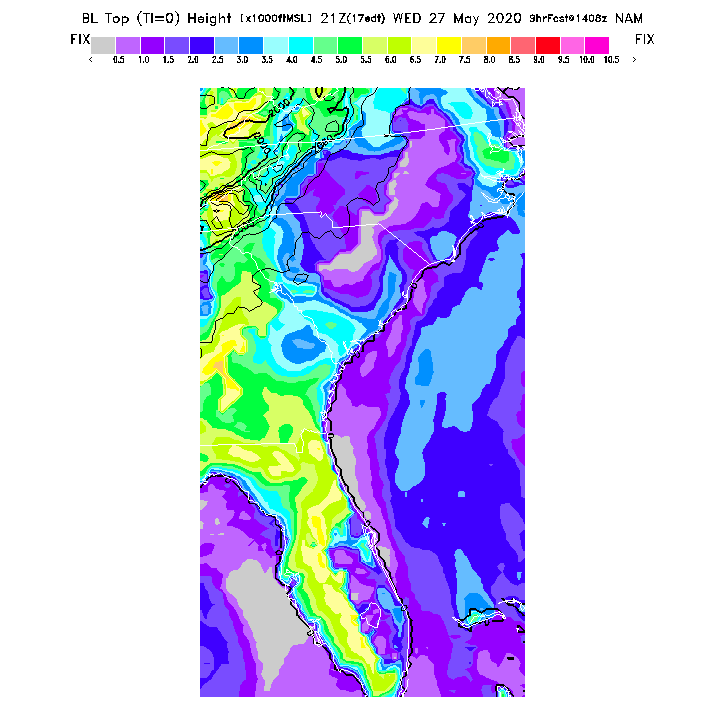 BL Top (TI=0) Height [x1000ftMSL] 21Z(17edt) WED 27 May 2020 9hrFcst@1408z NAM
FIX FIX
< 0.5 1.0 1.5 2.0 2.5 3.0 3.5 4.0 4.5 5.0 5.5 6.0 6.5 7.0 7.5 8.0 8.5 9.0 9.5 10.0 10.5 >
2000